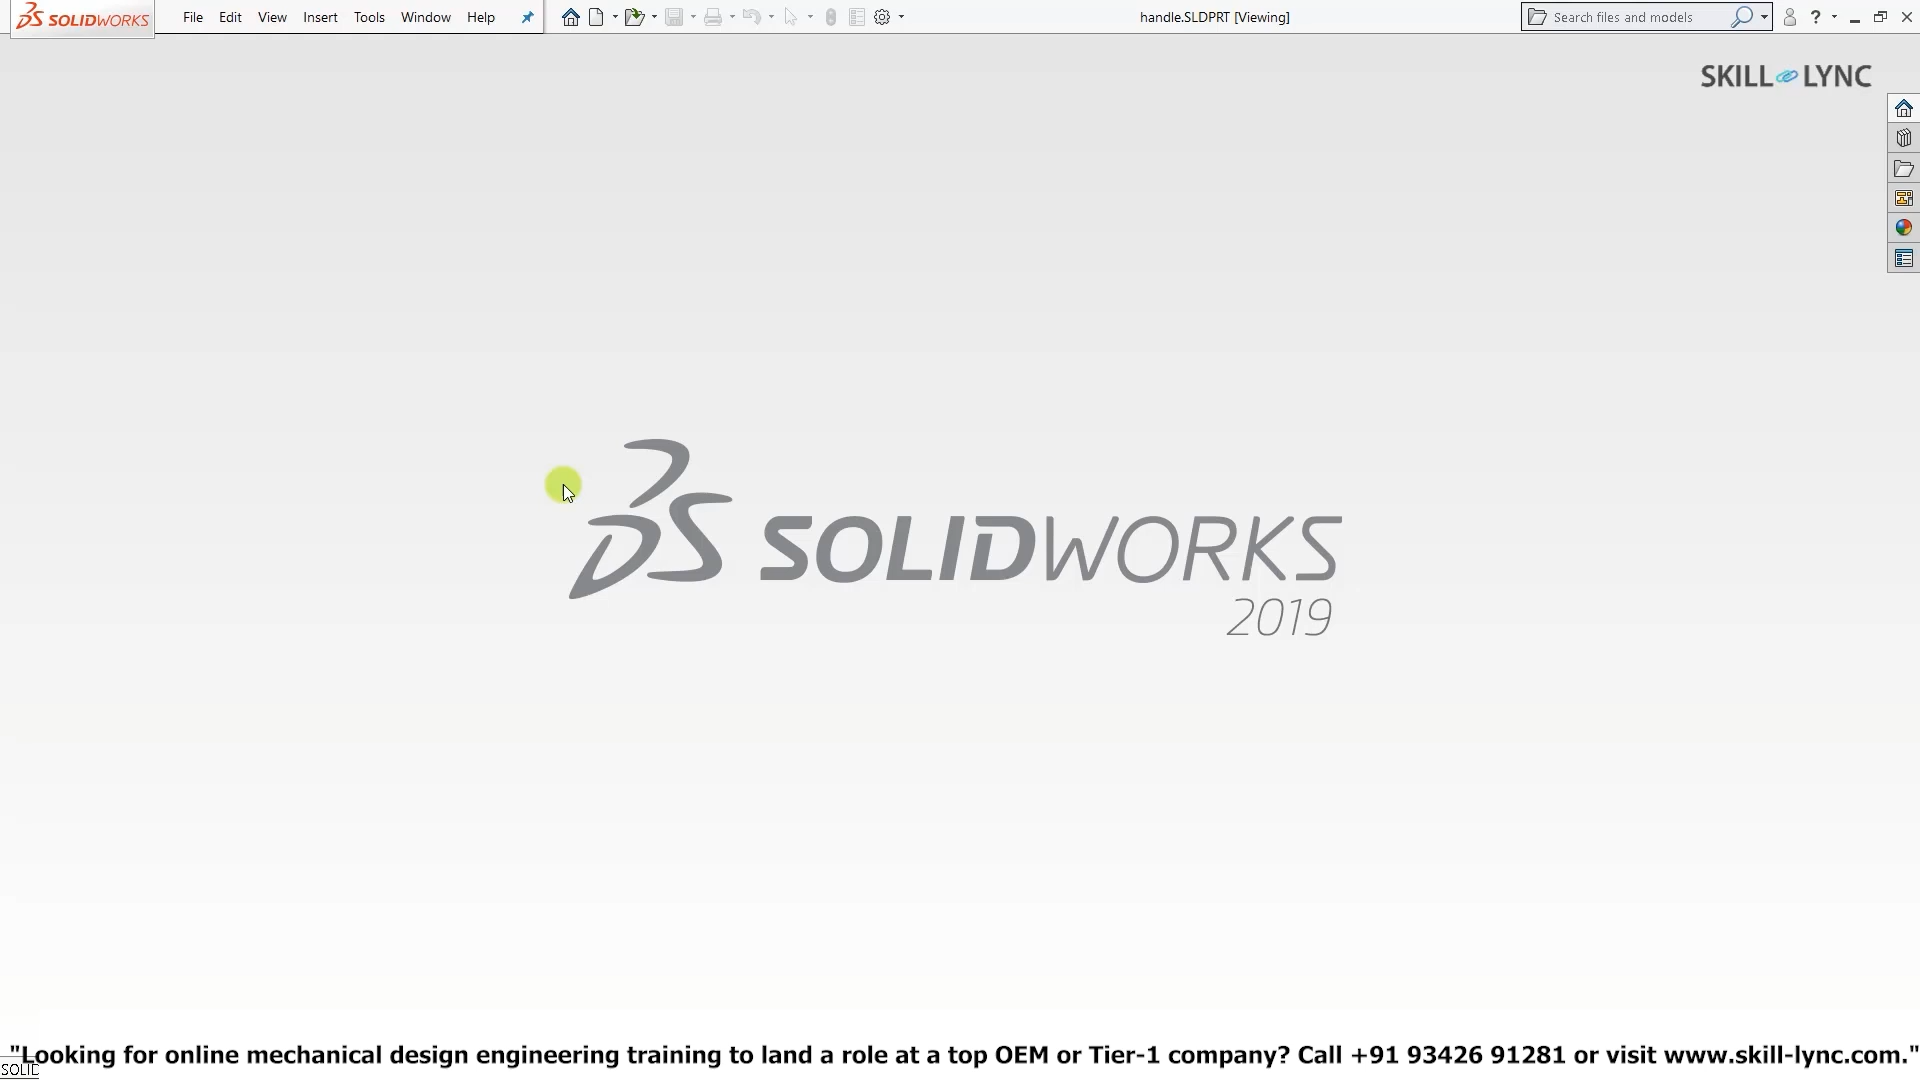 SOLIDWORKS File Edit View Insert Tools Window Help handle.SLDPRT [Viewing] Search files and models ?
SKILL LYNC
SOLIDWORKS
2019
"Looking for online mechanical design engineering training to land a role at a top OEM or Tier-1 company? Call +91 93426 91281 or visit www.skill-lync.com."
SOLID